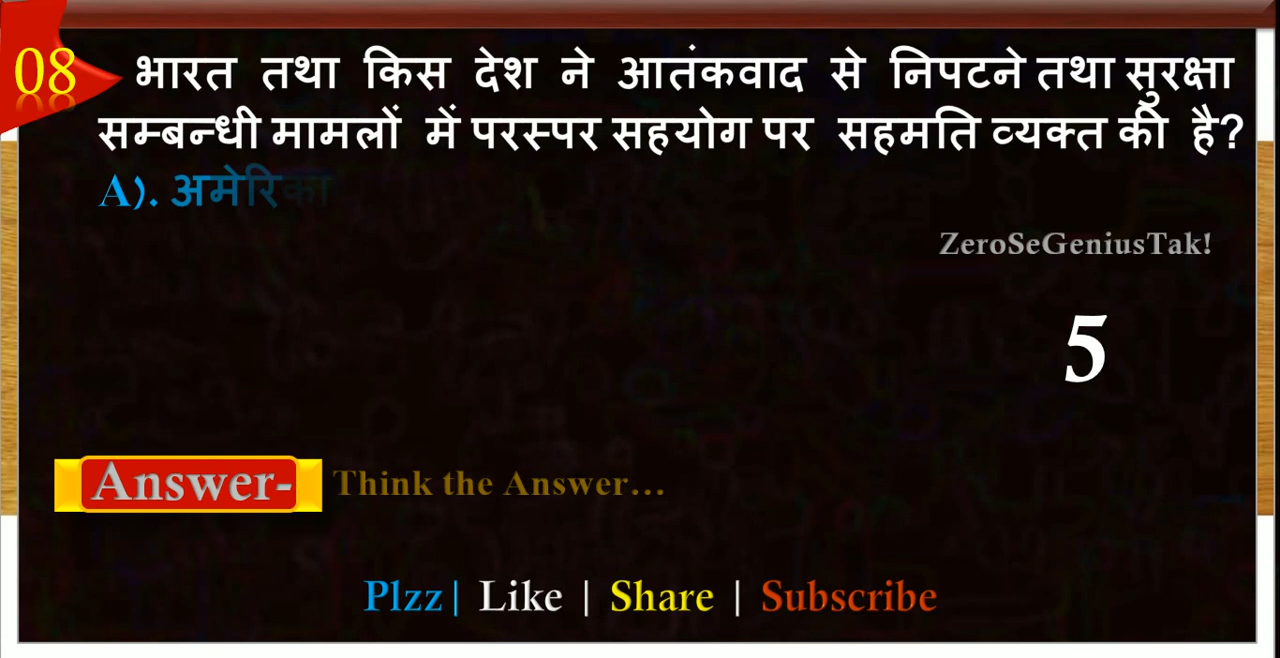 08
भारत तथा किस देश ने आतंकवाद से निपटने तथा सुरक्षा
सम्बन्धी मामलों में परस्पर सहयोग पर सहमति व्यक्त की है?
A). अमेरिका
ZeroSeGeniusTak!
5
Answer- Think the Answer...
Plzz| Like | Share | Subscribe